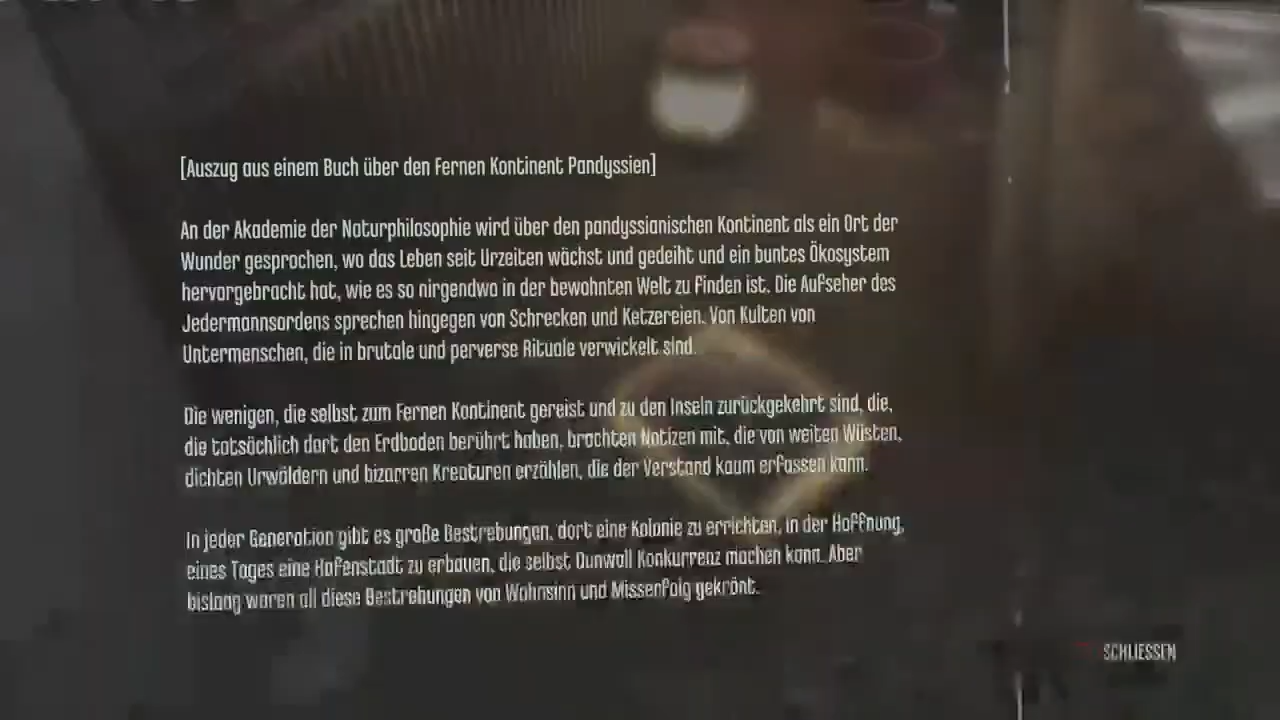 [Auszug aus einem Buch über den Fernen Kontinent Pandyssien]
An der Akademie der Naturphilosophie wird über den pandyssianischen Kontinent als ein Ort der
Wunder gesprochen, wo das Leben seit Urzeiten wächst und gedeiht und ein buntes Ökosystem
hervorgebracht hat, wie es so nirgendwo in der bewohnten Welt zu finden ist. Die Aufseher des
Jedermannsordens sprechen hingegen von Schrecken und Ketzereien. Von Kulten von
Untermenschen, die in brutale und perverse Rituale verwickelt sind.
Die wenigen, die selbst zum Fernen Kontinent gereist und zu den Inseln zurückgekehrt sind, die,
die tatsächlich dort den Erdboden berührt haben, brachten Notizen mit, die von weiten Wüsten,
dichten Urwäldern und bizarren Kreaturen erzählen, die der Verstand kaum erfassen kann.
In jeder Generation gibt es große Bestrebungen, dort eine Kolonie zu errichten, in der Hoffnung,
eines Tages eine Hafenstadt zu erbauen, die selbst Dunwall Konkurrenz machen kann. Aber
bislang waren all diese Bestrebungen von Wahnsinn und Missenfolg gekrönt.
SCHLIESSEN